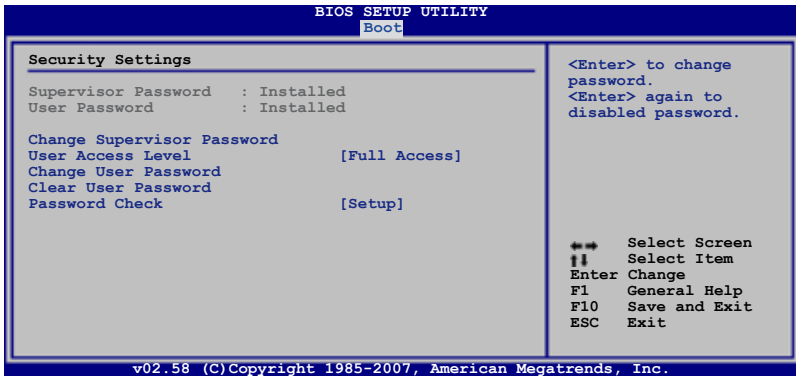 BIOS SETUP UTILITY
Boot
Security Settings
Supervisor Password : Installed
User Password : Installed
Change Supervisor Password
User Access Level [Full Access]
Change User Password
Clear User Password
Password Check [Setup]
<Enter> to change
password.
<Enter> again to
disabled password.
←→ Select Screen
↑↓ Select Item
Enter Change
F1 General Help
F10 Save and Exit
ESC Exit
v02.58 (C)Copyright 1985-2007, American Megatrends, Inc.